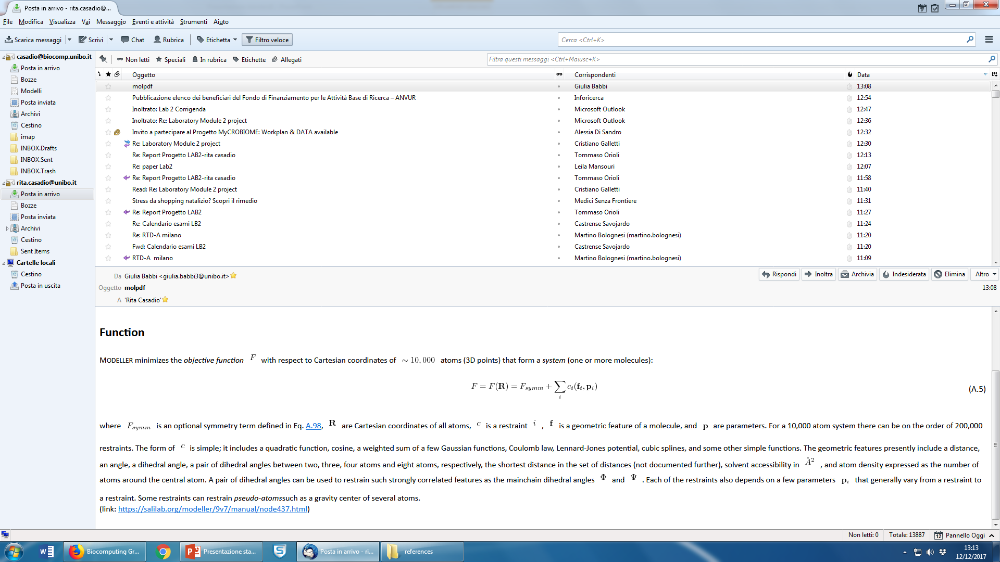 Posta in arrivo - rita.casadio@...
File Modifica Visualizza Vai Messaggio Eventi e attività Strumenti Aiuto
Scarica messaggi Scrivi Chat Rubrica Etichetta Filtro veloce Cerca <Ctrl+K>
casadio@biocomp.unibo.it
Posta in arrivo
Bozze
Modelli
Posta inviata
Archivi
Cestino
imap
INBOX.Drafts
INBOX.Sent
INBOX.Trash
rita.casadio@unibo.it
Posta in arrivo
Bozze
Posta inviata
Archivi
Cestino
Sent Items
Cartelle locali
Cestino
Posta in uscita
Non letti Speciali In rubrica Etichette Allegati Filtra questi messaggi <Ctrl+Maiusc+K>
Oggetto Corrispondenti Data
molpdf Giulia Babbi 13:08
Pubblicazione elenco dei beneficiari del Fondo di Finanziamento per le Attività Base di Ricerca – ANVUR Inforicerca 12:54
Inoltrato: Lab 2 Corrigenda Microsoft Outlook 12:47
Inoltrato: Re: Laboratory Module 2 project Microsoft Outlook 12:36
Invito a partecipare al Progetto MyCROBIOME: Workplan & DATA available Alessia Di Sandro 12:32
Re: Laboratory Module 2 project Cristiano Galletti 12:30
Re: Report Progetto LAB2-rita casadio Tommaso Orioli 12:13
Re: paper Lab2 Leila Mansouri 12:07
Re: Report Progetto LAB2-rita casadio Tommaso Orioli 11:58
Read: Re: Laboratory Module 2 project Cristiano Galletti 11:40
Stress da shopping natalizio? Scopri il rimedio Medici Senza Frontiere 11:31
Re: Report Progetto LAB2 Tommaso Orioli 11:27
Re: Calendario esami LB2 Castrense Savojardo 11:24
Re: RTD-A milano Martino Bolognesi (martino.bolognesi) 11:20
Fwd: Calendario esami LB2 Castrense Savojardo 11:20
RTD-A milano Martino Bolognesi (martino.bolognesi) 11:09
Da Giulia Babbi <giulia.babbi3@unibo.it> Rispondi Inoltra Archivia Indesiderata Elimina Altro
Oggetto molpdf 13:08
A 'Rita Casadio'
Function
MODELLER minimizes the objective function F with respect to Cartesian coordinates of ∼ 10,000 atoms (3D points) that form a system (one or more molecules):
F = F(R) = F_symm + ∑_i c_i(f_i, p_i) (A.5)
where F_symm is an optional symmetry term defined in Eq. A.98, R are Cartesian coordinates of all atoms, c is a restraint i , f is a geometric feature of a molecule, and p are parameters. For a 10,000 atom system there can be on the order of 200,000
restraints. The form of c is simple; it includes a quadratic function, cosine, a weighted sum of a few Gaussian functions, Coulomb law, Lennard-Jones potential, cubic splines, and some other simple functions. The geometric features presently include a distance,
an angle, a dihedral angle, a pair of dihedral angles between two, three, four atoms and eight atoms, respectively, the shortest distance in the set of distances (not documented further), solvent accessibility in Å² , and atom density expressed as the number of
atoms around the central atom. A pair of dihedral angles can be used to restrain such strongly correlated features as the mainchain dihedral angles Φ and Ψ . Each of the restraints also depends on a few parameters p_i that generally vary from a restraint to
a restraint. Some restraints can restrain pseudo-atomssuch as a gravity center of several atoms.
(link: https://salilab.org/modeller/9v7/manual/node437.html)
Non letti: 0 Totale: 13887 12 Pannello Oggi
Biocomputing Gr... Presentazione sta... Posta in arrivo - ri... references 13:13
12/12/2017